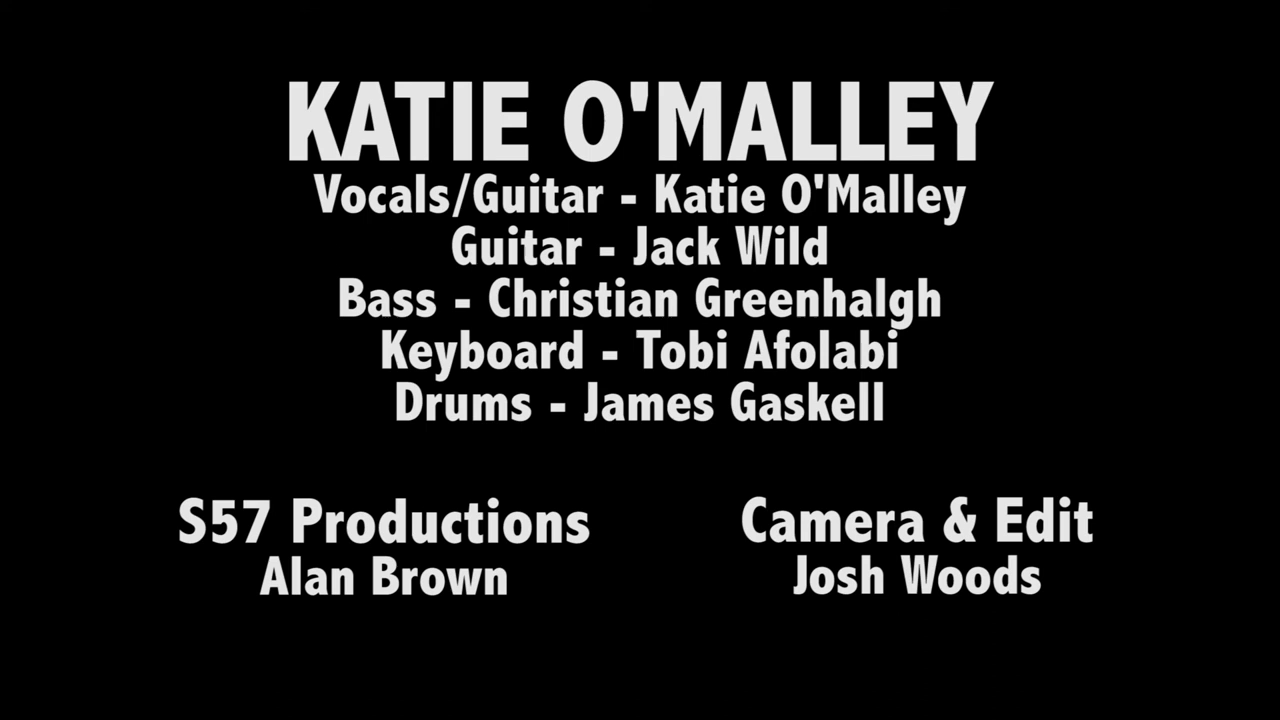 KATIE O'MALLEY
Vocals/Guitar - Katie O'Malley
Guitar - Jack Wild
Bass - Christian Greenhalgh
Keyboard - Tobi Afolabi
Drums - James Gaskell
S57 Productions
Alan Brown
Camera & Edit
Josh Woods